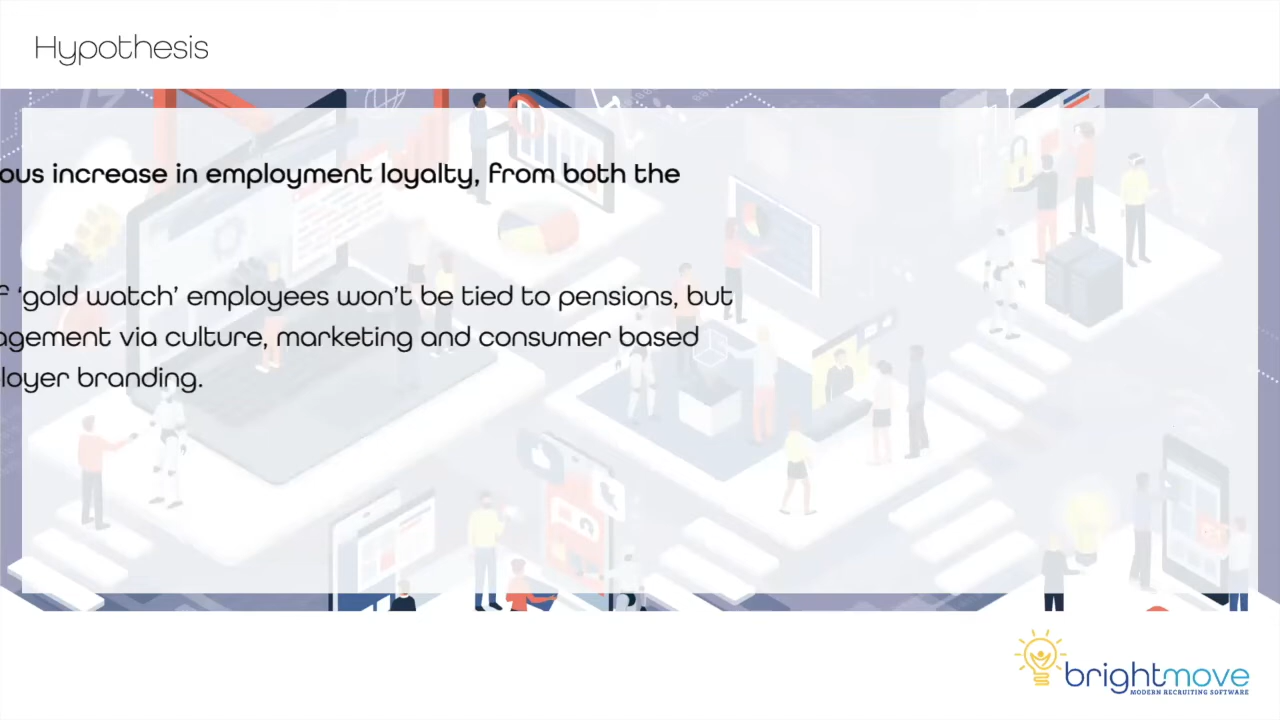 Hypothesis
ous increase in employment loyalty, from both the
f ‘gold watch’ employees won’t be tied to pensions, but
agement via culture, marketing and consumer based
loyer branding.
brightmove
MODERN RECRUITING SOFTWARE